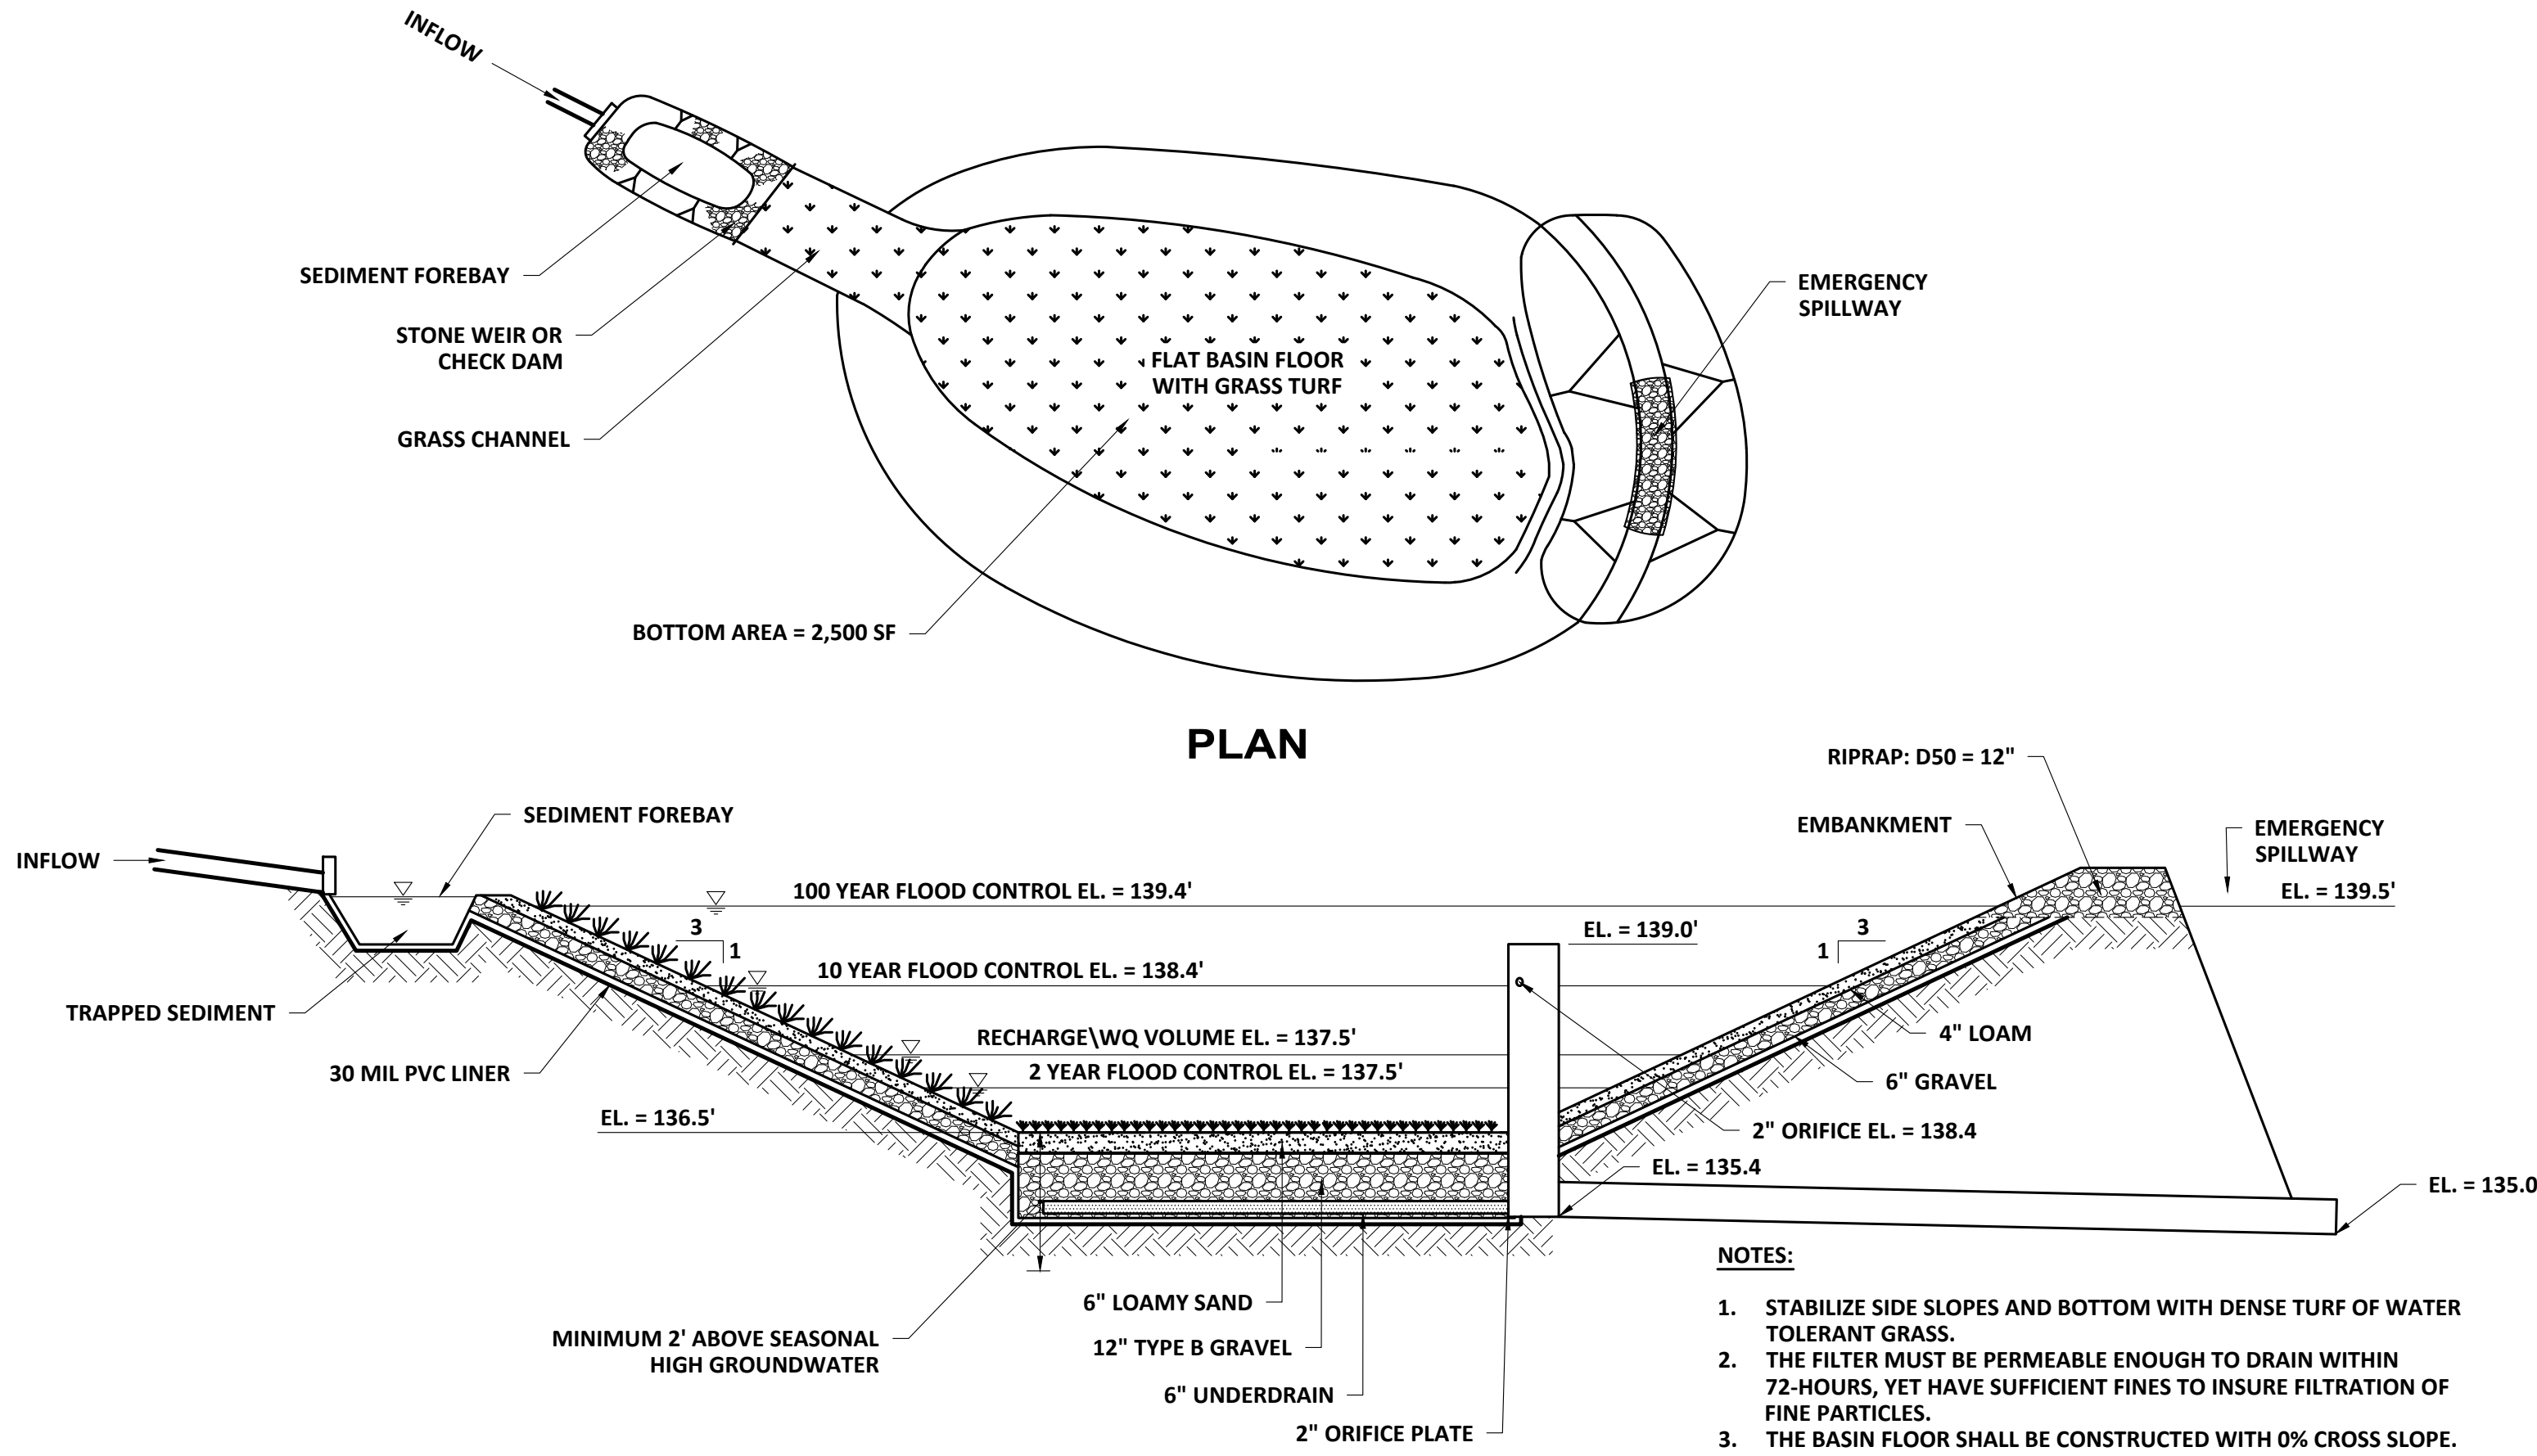 INFLOW
SEDIMENT FOREBAY
STONE WEIR OR
CHECK DAM
GRASS CHANNEL
EMERGENCY
SPILLWAY
FLAT BASIN FLOOR
WITH GRASS TURF
BOTTOM AREA = 2,500 SF
PLAN
RIPRAP: D50 = 12"
SEDIMENT FOREBAY
EMBANKMENT
EMERGENCY
SPILLWAY
INFLOW
100 YEAR FLOOD CONTROL EL. = 139.4'
EL. = 139.5'
3
1
EL. = 139.0'
3
1
10 YEAR FLOOD CONTROL EL. = 138.4'
TRAPPED SEDIMENT
RECHARGE\WQ VOLUME EL. = 137.5'
4" LOAM
30 MIL PVC LINER
2 YEAR FLOOD CONTROL EL. = 137.5'
6" GRAVEL
EL. = 136.5'
2" ORIFICE EL. = 138.4
EL. = 135.4
EL. = 135.0
6" LOAMY SAND
MINIMUM 2' ABOVE SEASONAL
HIGH GROUNDWATER
12" TYPE B GRAVEL
6" UNDERDRAIN
2" ORIFICE PLATE
NOTES:
1. STABILIZE SIDE SLOPES AND BOTTOM WITH DENSE TURF OF WATER
TOLERANT GRASS.
2. THE FILTER MUST BE PERMEABLE ENOUGH TO DRAIN WITHIN
72-HOURS, YET HAVE SUFFICIENT FINES TO INSURE FILTRATION OF
FINE PARTICLES.
3. THE BASIN FLOOR SHALL BE CONSTRUCTED WITH 0% CROSS SLOPE.